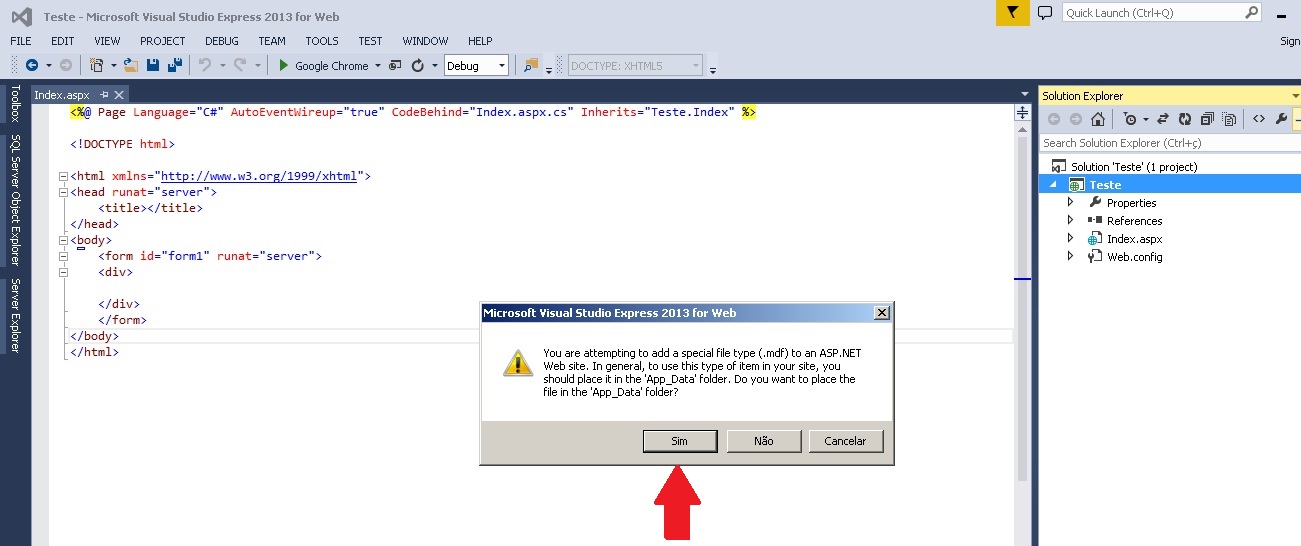 Teste - Microsoft Visual Studio Express 2013 for Web
Quick Launch (Ctrl+Q)
FILE EDIT VIEW PROJECT DEBUG TEAM TOOLS TEST WINDOW HELP
Sign
Google Chrome
Debug
DOCTYPE: XHTML5
Toolbox
SQL Server Object Explorer
Server Explorer
Index.aspx
<%@ Page Language="C#" AutoEventWireup="true" CodeBehind="Index.aspx.cs" Inherits="Teste.Index" %>
<!DOCTYPE html>
<html xmlns="http://www.w3.org/1999/xhtml">
<head runat="server">
<title></title>
</head>
<body>
<form id="form1" runat="server">
<div>
</div>
</form>
</body>
</html>
Microsoft Visual Studio Express 2013 for Web
You are attempting to add a special file type (.mdf) to an ASP.NET
Web site. In general, to use this type of item in your site, you
should place it in the 'App_Data' folder. Do you want to place the
file in the 'App_Data' folder?
Sim
Não
Cancelar
Solution Explorer
Search Solution Explorer (Ctrl+ç)
Solution 'Teste' (1 project)
Teste
Properties
References
Index.aspx
Web.config